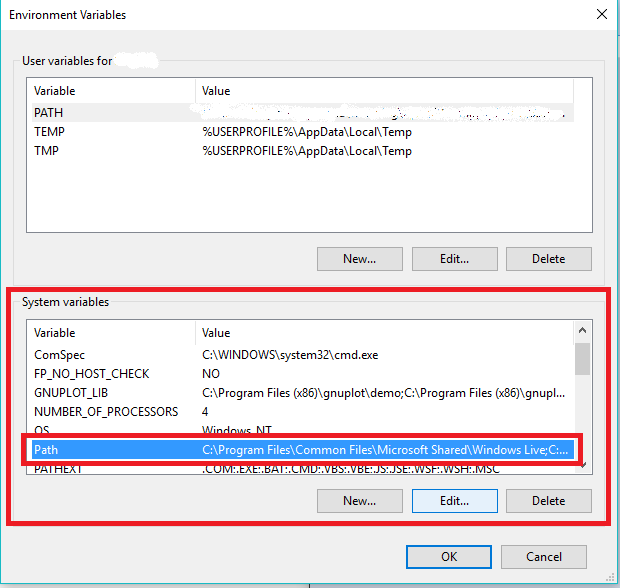 Environment Variables
User variables for
Variable Value
PATH
TEMP %USERPROFILE%\AppData\Local\Temp
TMP %USERPROFILE%\AppData\Local\Temp
New... Edit... Delete
System variables
Variable Value
ComSpec C:\WINDOWS\system32\cmd.exe
FP_NO_HOST_CHECK NO
GNUPLOT_LIB C:\Program Files (x86)\gnuplot\demo;C:\Program Files (x86)\gnupl...
NUMBER_OF_PROCESSORS 4
OS Windows_NT
Path C:\Program Files\Common Files\Microsoft Shared\Windows Live;C:...
PATHEXT .COM;.EXE;.BAT;.CMD;.VBS;.VBE;.JS;.JSE;.WSF;.WSH;.MSC
New... Edit... Delete
OK Cancel